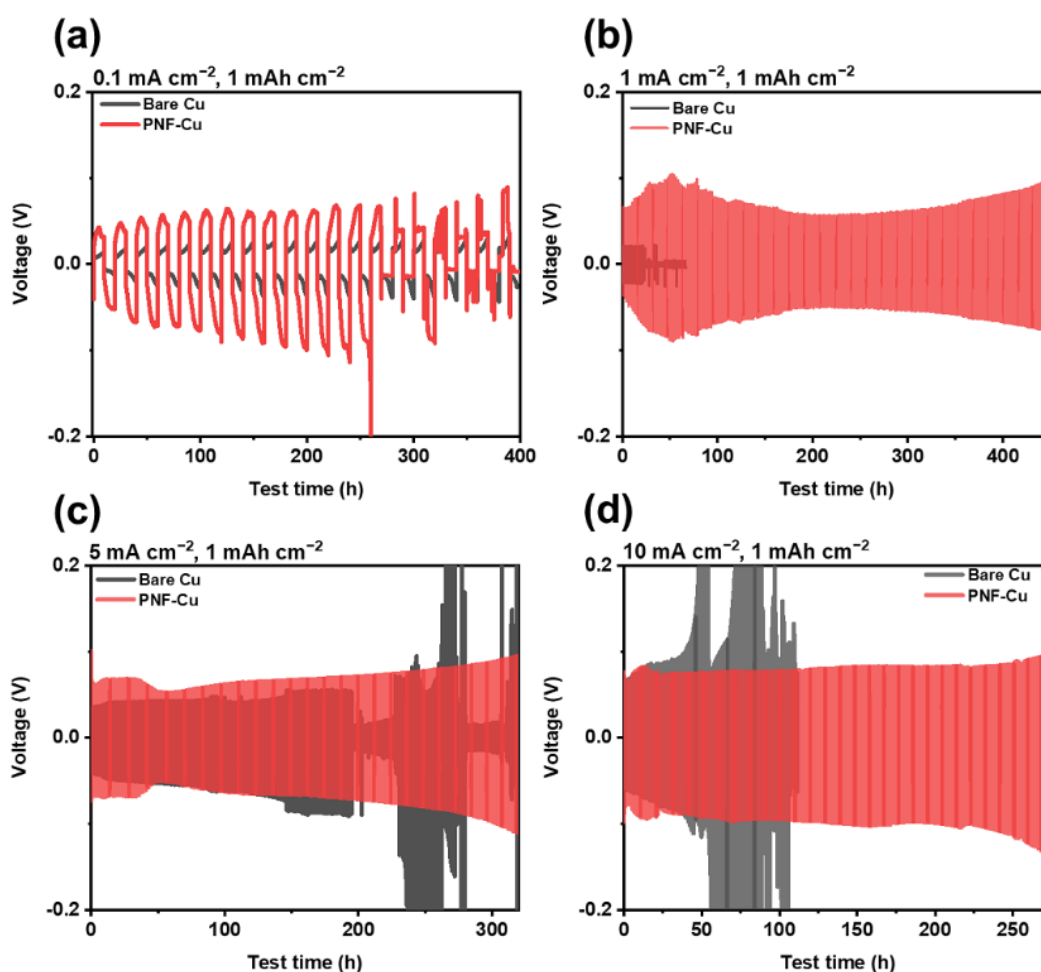 (a)
0.1 mA cm⁻², 1 mAh cm⁻²
Bare Cu
PNF-Cu
0.2
0.0
-0.2
Voltage (V)
0 100 200 300 400
Test time (h)
(b)
1 mA cm⁻², 1 mAh cm⁻²
Bare Cu
PNF-Cu
0.2
0.0
-0.2
Voltage (V)
0 100 200 300 400
Test time (h)
(c)
5 mA cm⁻², 1 mAh cm⁻²
Bare Cu
PNF-Cu
0.2
0.0
-0.2
Voltage (V)
0 100 200 300
Test time (h)
(d)
10 mA cm⁻², 1 mAh cm⁻²
Bare Cu
PNF-Cu
0.2
0.0
-0.2
Voltage (V)
0 50 100 150 200 250
Test time (h)